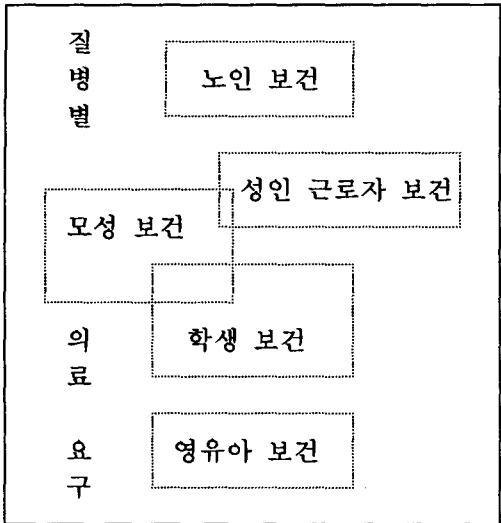 질병별
노인 보건
성인 근로자 보건
모성 보건
의료
학생 보건
요구
영유아 보건